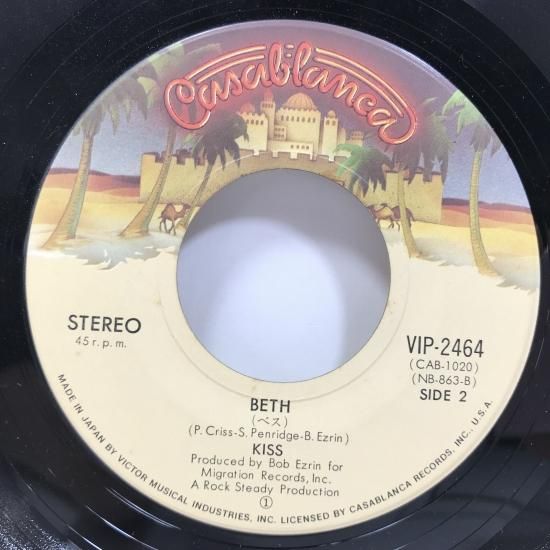 Casablanca
STEREO
45 r.p.m.
VIP-2464
(CAB-1020)
(NB-863-B)
SIDE 2
BETH
(ベス)
(P. Criss-S. Penridge-B. Ezrin)
KISS
Produced by Bob Ezrin for
Migration Records, Inc.
A Rock Steady Production
①
MADE IN JAPAN BY VICTOR MUSICAL INDUSTRIES, INC. LICENSED BY CASABLANCA RECORDS, INC., U.S.A.